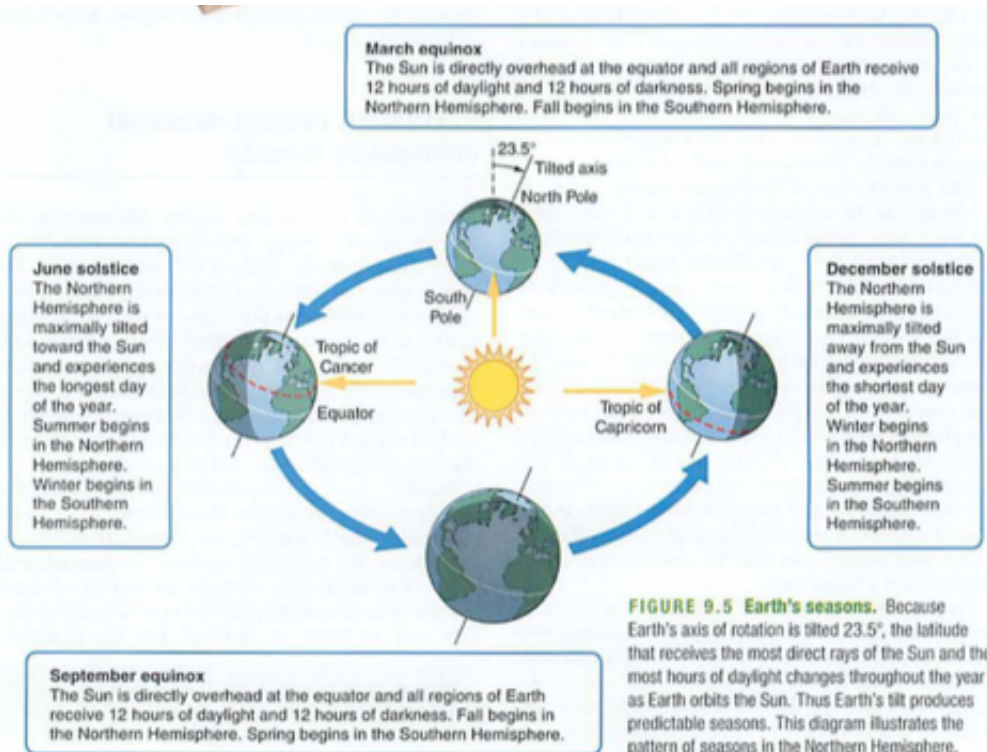 March equinox
The Sun is directly overhead at the equator and all regions of Earth receive
12 hours of daylight and 12 hours of darkness. Spring begins in the
Northern Hemisphere. Fall begins in the Southern Hemisphere.
23.5°
Tilted axis
North Pole
South
Pole
June solstice
The Northern
Hemisphere is
maximally tilted
toward the Sun
and experiences
the longest day
of the year.
Summer begins
in the Northern
Hemisphere.
Winter begins in
the Southern
Hemisphere.
Tropic of
Cancer
Equator
Tropic of
Capricorn
December solstice
The Northern
Hemisphere is
maximally tilted
away from the Sun
and experiences
the shortest day
of the year.
Winter begins
in the Northern
Hemisphere.
Summer begins
in the Southern
Hemisphere.
September equinox
The Sun is directly overhead at the equator and all regions of Earth
receive 12 hours of daylight and 12 hours of darkness. Fall begins in
the Northern Hemisphere. Spring begins in the Southern Hemisphere.
FIGURE 9.5 Earth's seasons. Because
Earth's axis of rotation is tilted 23.5°, the latitude
that receives the most direct rays of the Sun and the
most hours of daylight changes throughout the year
as Earth orbits the Sun. Thus Earth's tilt produces
predictable seasons. This diagram illustrates the
pattern of seasons in the Northern Hemisphere.